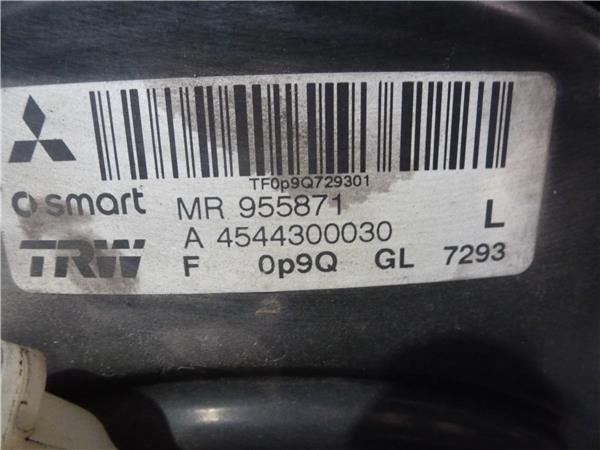 TF0p9Q729301
smart MR 955871 L
A 4544300030
TRW F 0p9Q GL 7293